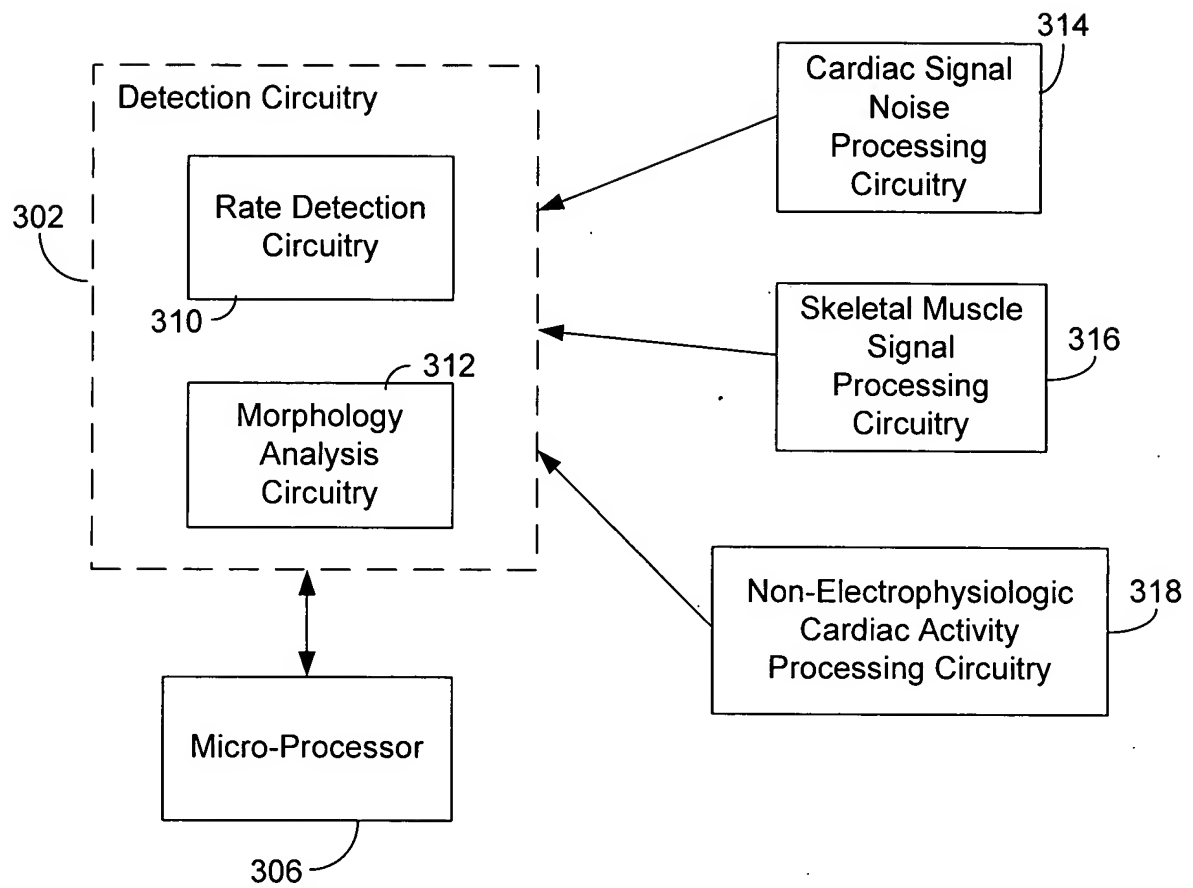 314
Cardiac Signal
Noise
Processing
Circuitry
Detection Circuitry
Rate Detection
Circuitry
302
310
Skeletal Muscle
Signal
Processing
Circuitry
316
312
Morphology
Analysis
Circuitry
Non-Electrophysiologic
Cardiac Activity
Processing Circuitry
318
Micro-Processor
306